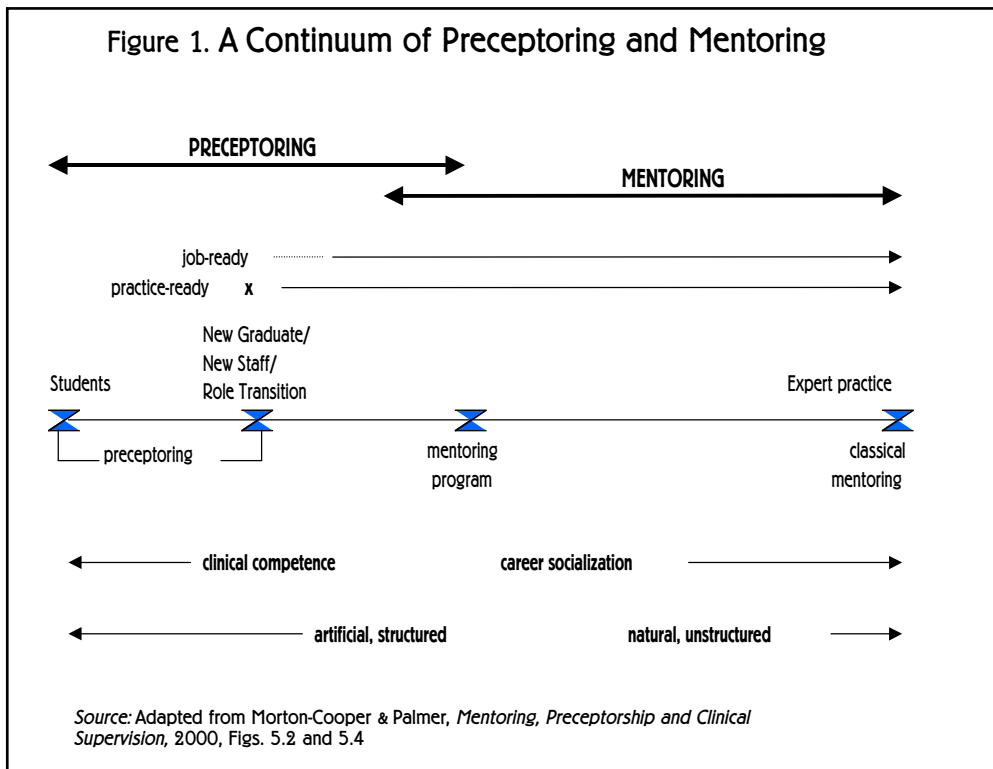 Figure 1. A Continuum of Preceptoring and Mentoring
PRECEPTORING
MENTORING
job-ready
practice-ready x
New Graduate/
New Staff/
Role Transition
Students
Expert practice
preceptoring
mentoring
program
classical
mentoring
clinical competence
career socialization
artificial, structured
natural, unstructured
Source: Adapted from Morton-Cooper & Palmer, Mentoring, Preceptorship and Clinical
Supervision, 2000, Figs. 5.2 and 5.4